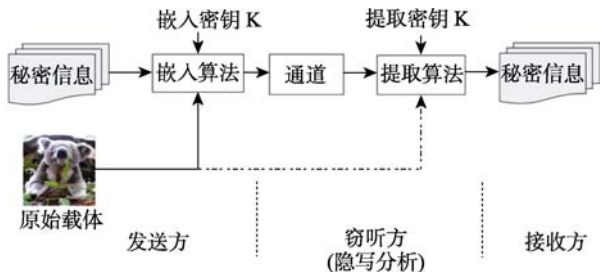 嵌入密钥 K
提取密钥 K
秘密信息
嵌入算法
通道
提取算法
秘密信息
原始载体
发送方
窃听方
(隐写分析)
接收方